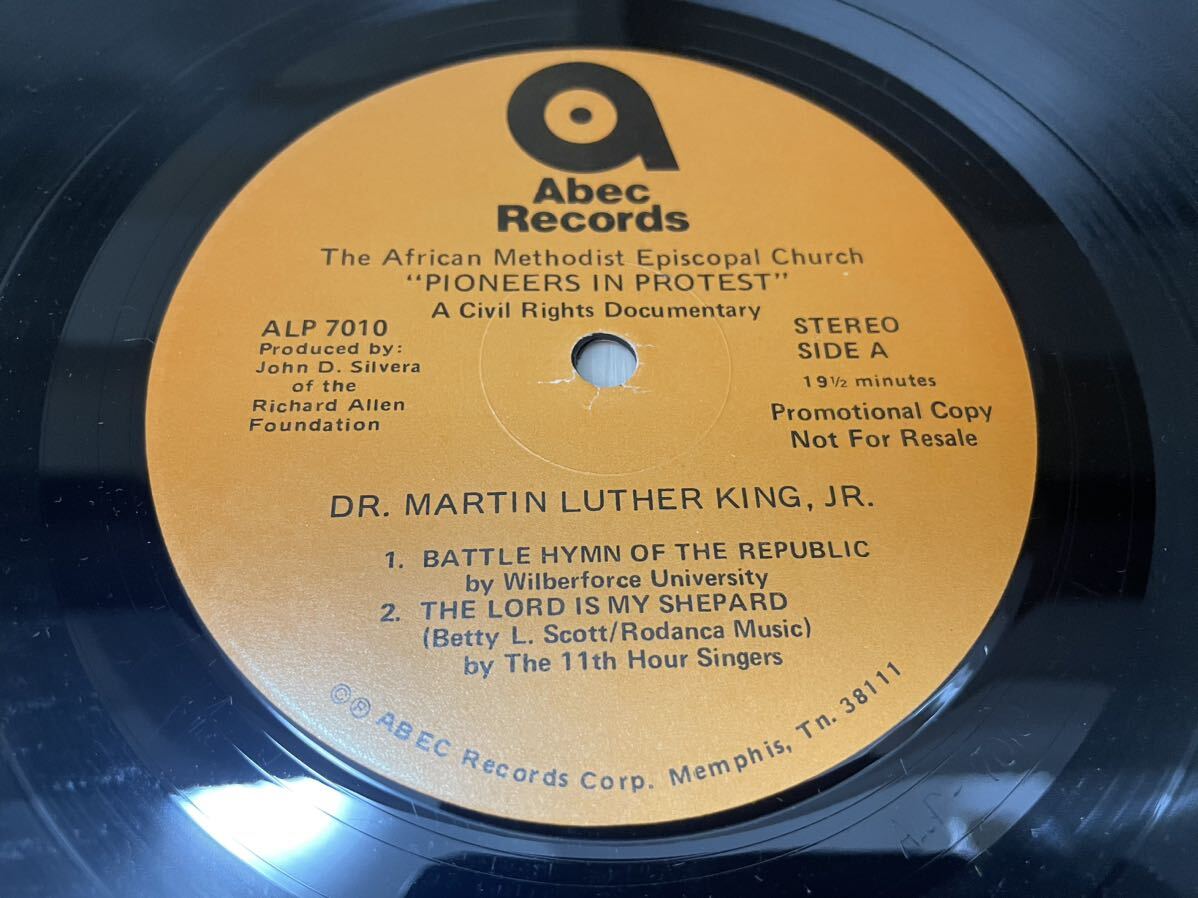 a
Abec
Records
The African Methodist Episcopal Church
"PIONEERS IN PROTEST"
A Civil Rights Documentary
ALP 7010
Produced by:
John D. Silvera
of the
Richard Allen
Foundation
STEREO
SIDE A
19½ minutes
Promotional Copy
Not For Resale
DR. MARTIN LUTHER KING, JR.
1. BATTLE HYMN OF THE REPUBLIC
by Wilberforce University
2. THE LORD IS MY SHEPARD
(Betty L. Scott/Rodanca Music)
by The 11th Hour Singers
©℗ ABEC Records Corp. Memphis, Tn. 38111